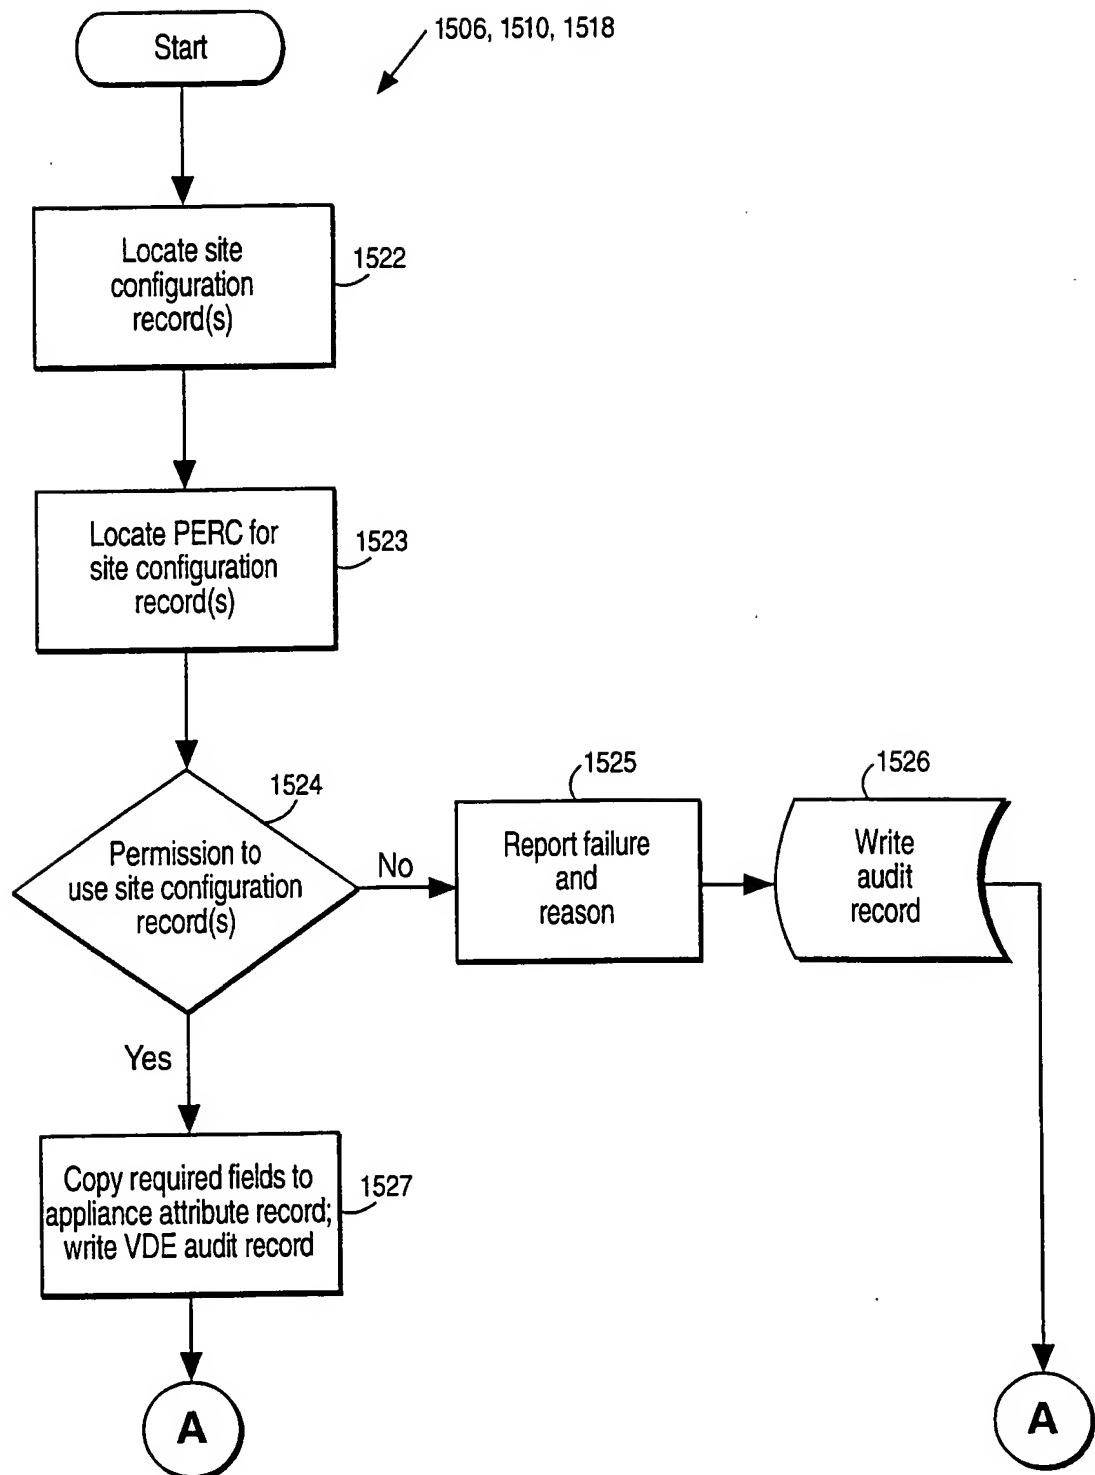 Start
1506, 1510, 1518
Locate site
configuration
record(s)
1522
Locate PERC for
site configuration
record(s)
1523
1524
Permission to
use site configuration
record(s)
No
1525
Report failure
and
reason
1526
Write
audit
record
Yes
Copy required fields to
appliance attribute record;
write VDE audit record
1527
A
A